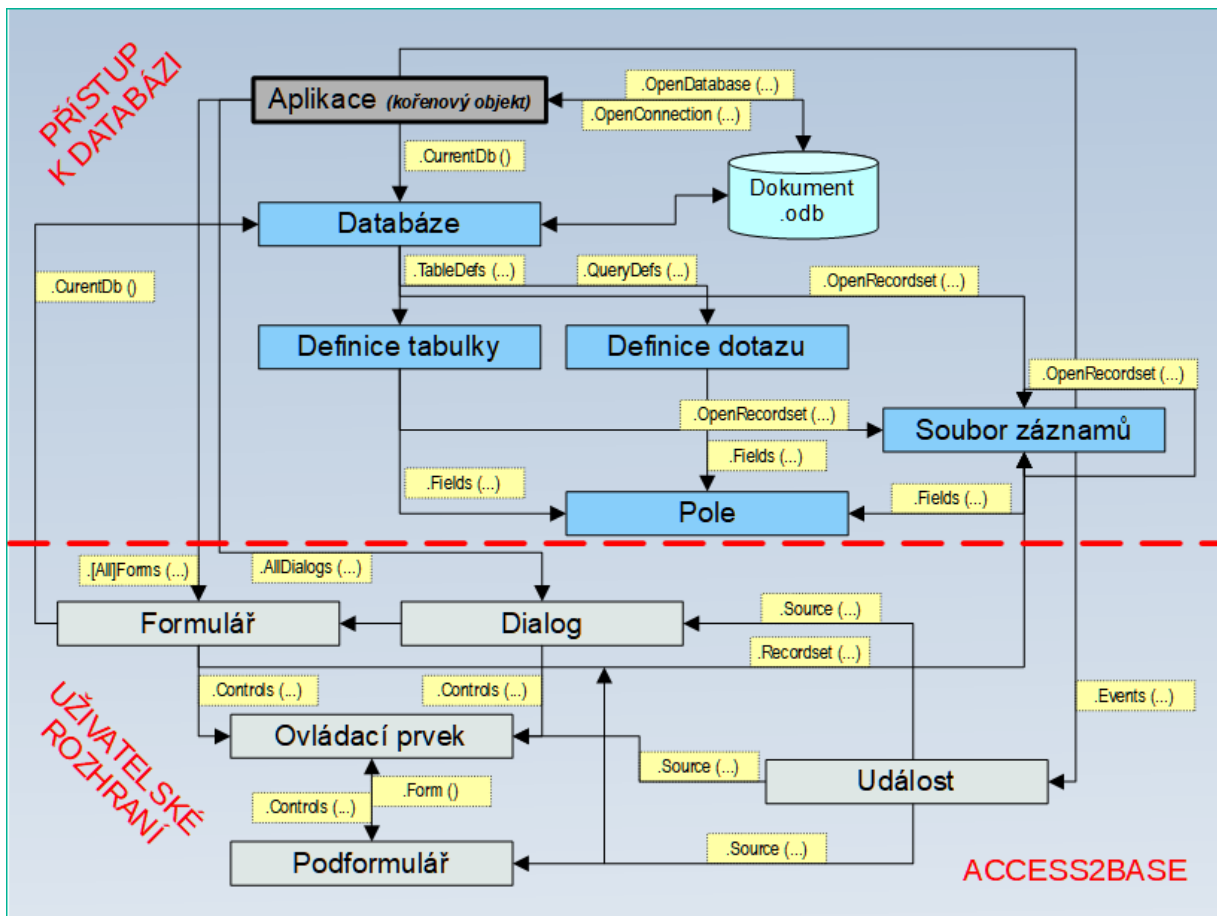 PŘÍSTUP
K DATABÁZI
Aplikace (kořenový objekt)
.OpenDatabase (...)
.OpenConnection (...)
.CurrentDb ()
Dokument
.odb
Databáze
.CurentDb ()
.TableDefs (...)
.QueryDefs (...)
.OpenRecordset (...)
Definice tabulky
Definice dotazu
.OpenRecordset (...)
.OpenRecordset (...)
Soubor záznamů
.Fields (...)
.Fields (...)
.Fields (...)
Pole
.[All]Forms (...)
.AllDialogs (...)
Formulář
Dialog
.Source (...)
.Recordset (...)
.Controls (...)
.Controls (...)
.Events (...)
UŽIVATELSKÉ
ROZHRANÍ
Ovládací prvek
.Source (...)
Událost
.Form ()
.Controls (...)
Podformulář
.Source (...)
ACCESS2BASE